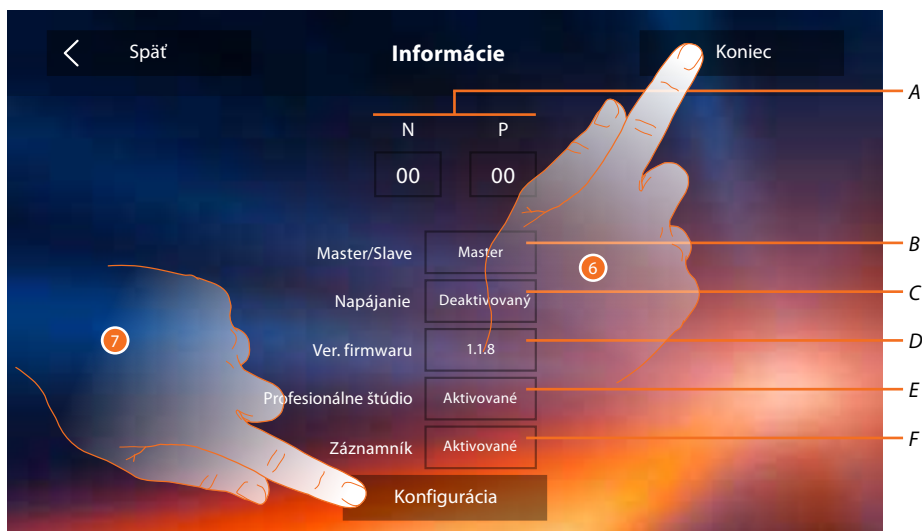 Späť
Informácie
Koniec
A
N P
00 00
Master/Slave Master
B
6
Napájanie Deaktivovaný
C
7
Ver. firmwaru 1.1.8
D
Profesionálne štúdio Aktivované
E
Záznamník Aktivované
F
Konfigurácia